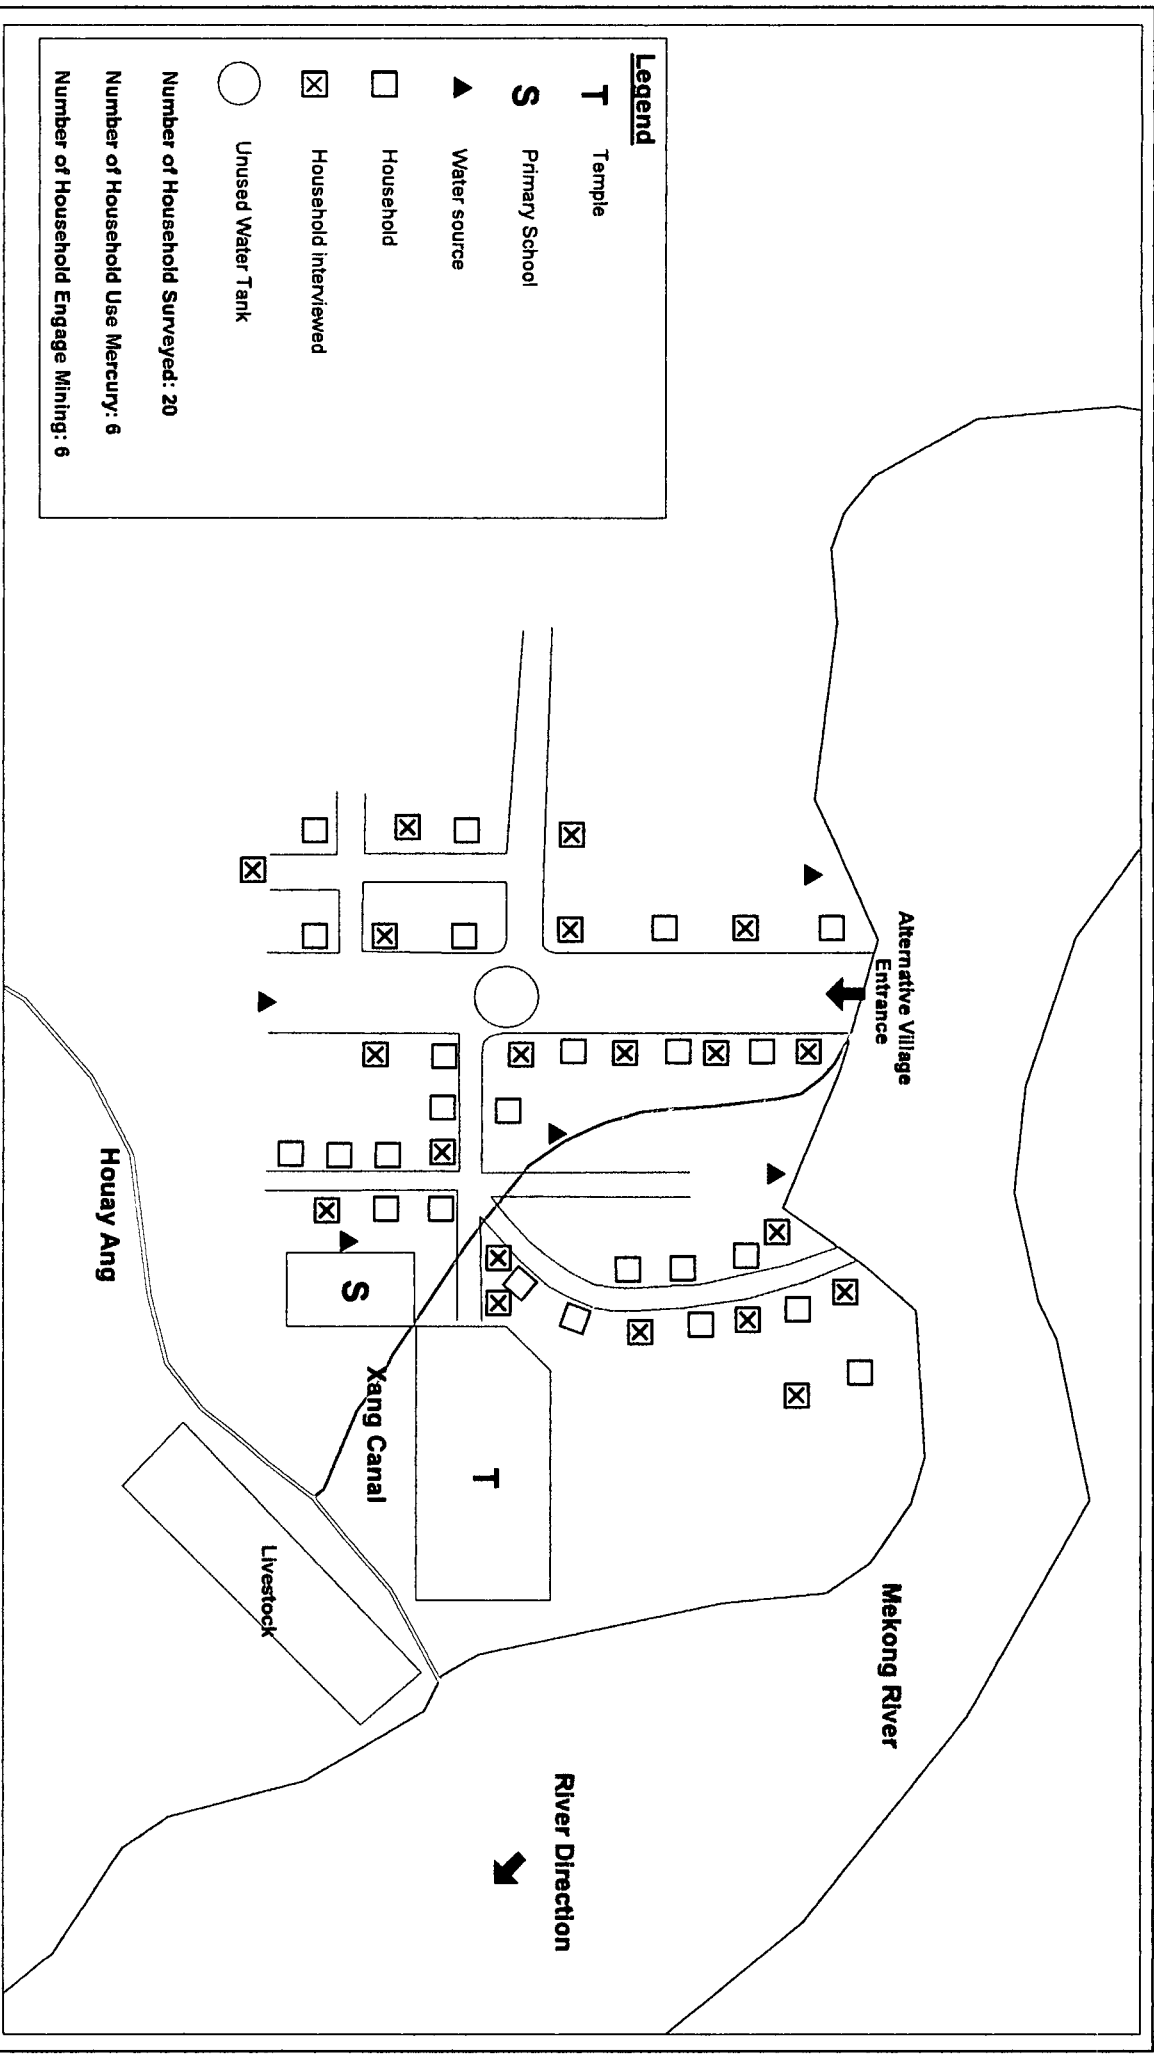 Legend
T Temple
S Primary School
Water source
Household
Household interviewed
Unused Water Tank
Number of Household Surveyed: 20
Number of Household Use Mercury: 6
Number of Household Engage Mining: 6
Alternative Village
Entrance
Mekong River
River Direction
T
S
Xang Canal
Livestock
Houay Ang